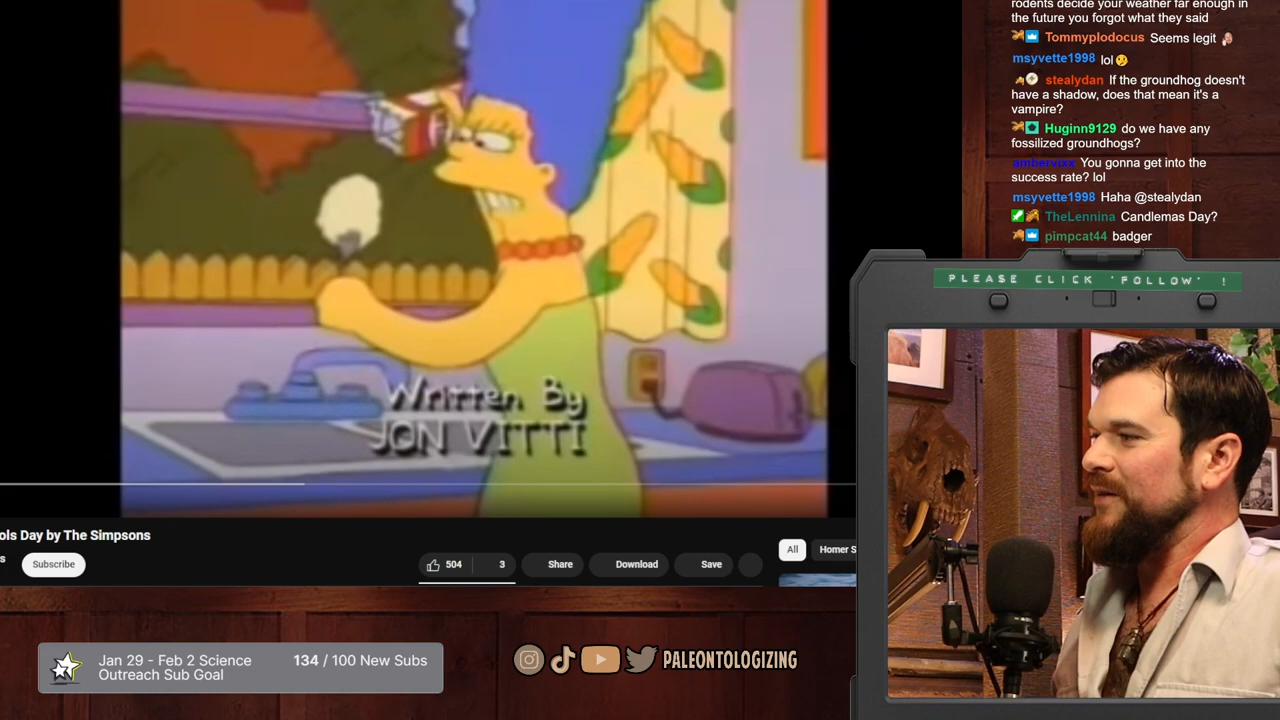 Written By
JON VITTI
ols Day by The Simpsons
s
Subscribe
504
3
Share
Download
Save
All
Homer S
Jan 29 - Feb 2 Science
Outreach Sub Goal
134 / 100 New Subs
PALEONTOLOGIZING
rodents decide your weather far enough in
the future you forgot what they said
Tommyplodocus Seems legit
msyvette1998 lol
stealydan If the groundhog doesn't
have a shadow, does that mean it's a
vampire?
Huginn9129 do we have any
fossilized groundhogs?
ambervixx You gonna get into the
success rate? lol
msyvette1998 Haha @stealydan
TheLennina Candlemas Day?
pimpcat44 badger
PLEASE CLICK 'FOLLOW' !